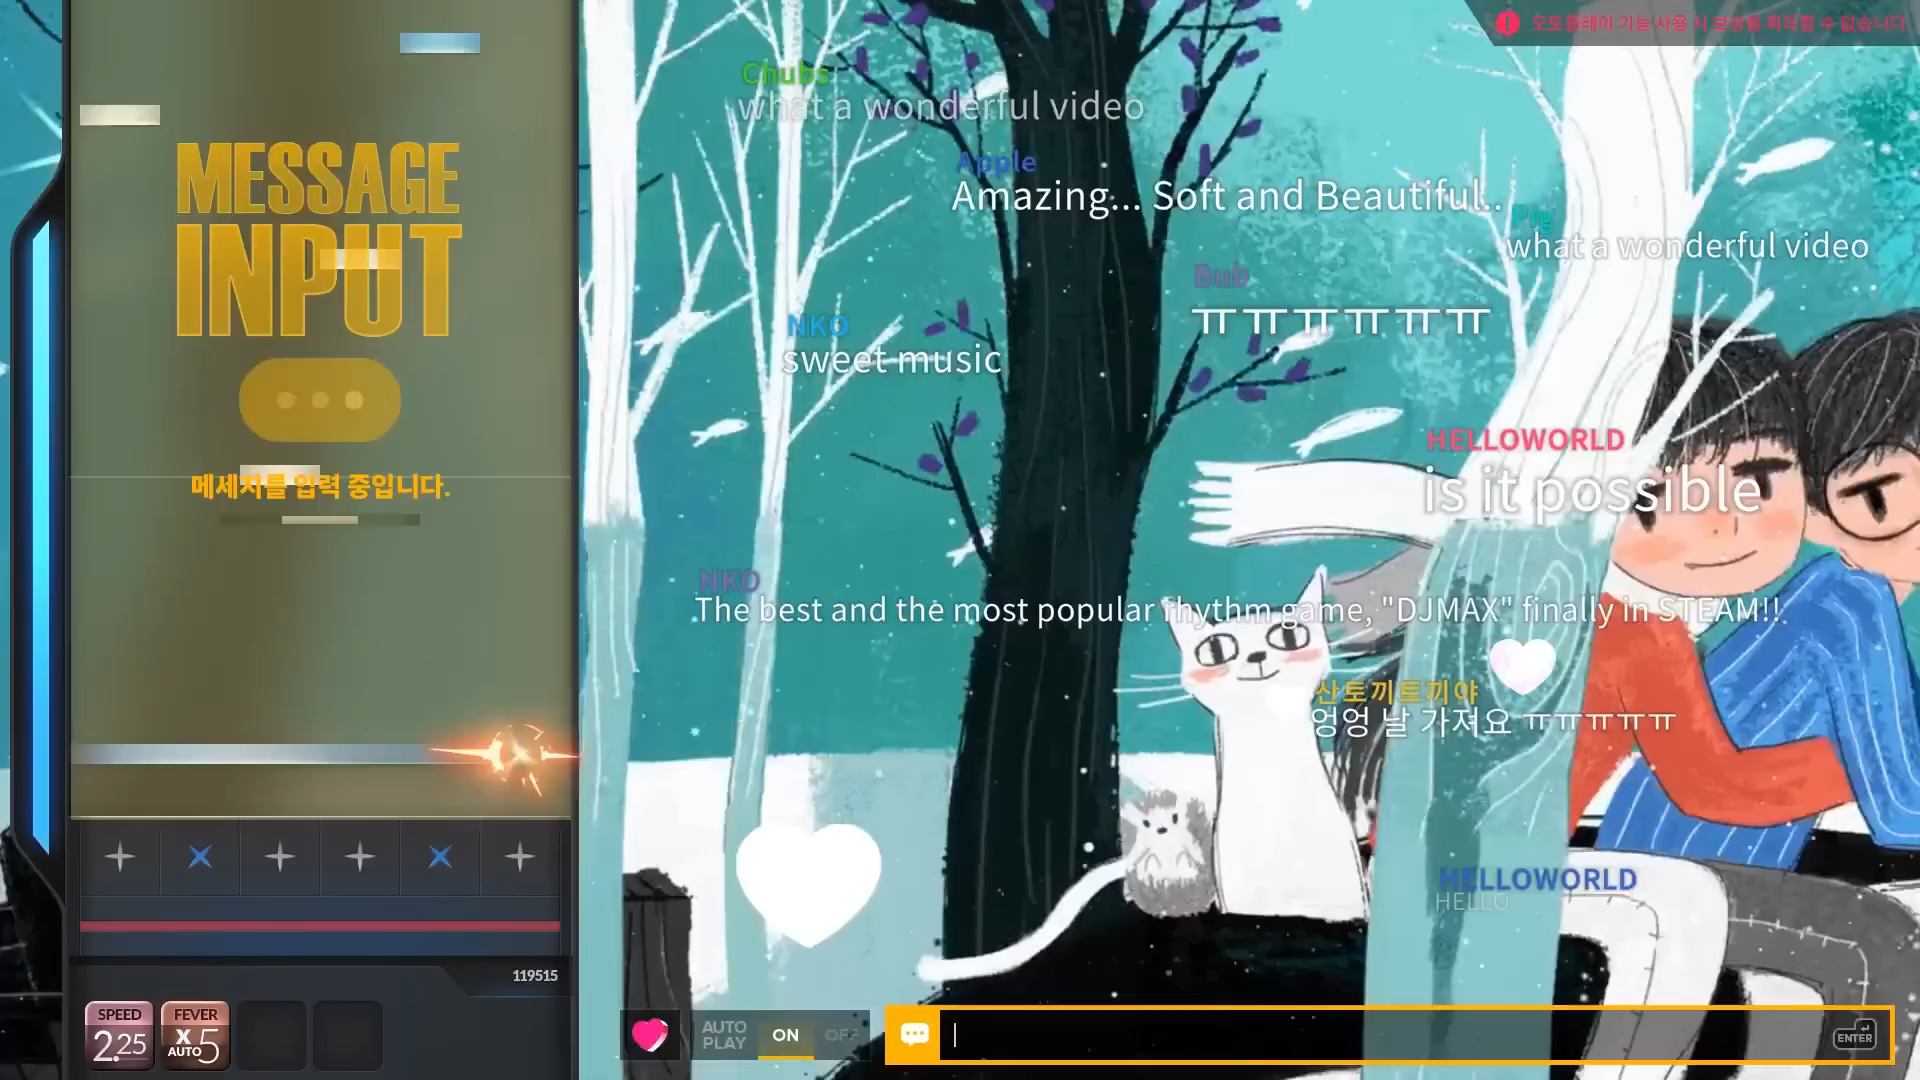 오토플레이 기능 사용 시 보상을 획득할 수 없습니다
Chubs
what a wonderful video
Apple
Amazing... Soft and Beautiful..
Pig
what a wonderful video
Bub
ㅠㅠㅠㅠㅠㅠ
NKO
sweet music
HELLOWORLD
is it possible
NKO
The best and the most popular rhythm game, "DJMAX" finally in STEAM!!
산토끼트끼야
엉엉 날 가져요 ㅠㅠㅠㅠㅠ
HELLOWORLD
HELLO
MESSAGE
INPUT
메세지를 입력 중입니다.
119515
SPEED
2.25
FEVER
X5
AUTO
AUTO
PLAY
ON
OFF
ENTER